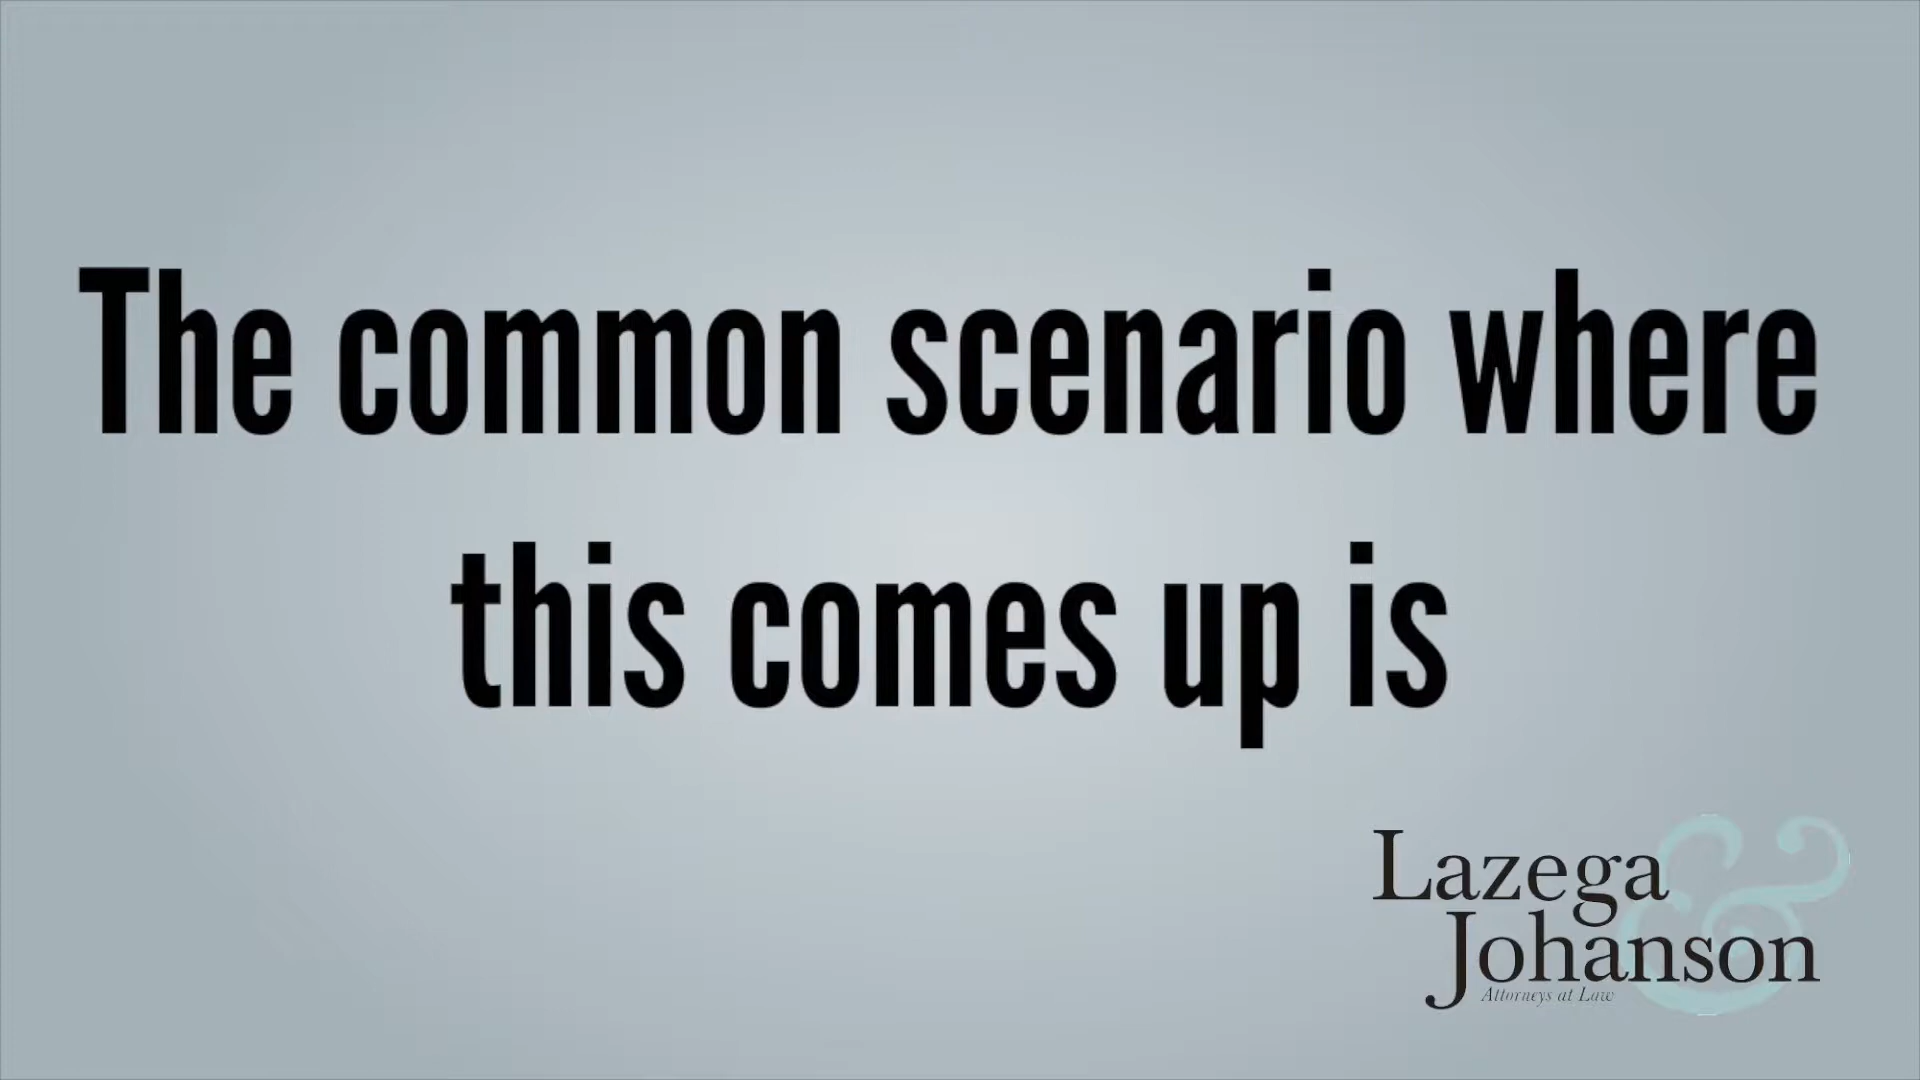 The common scenario where
this comes up is
Lazega
&
Johanson
Attorneys at Law